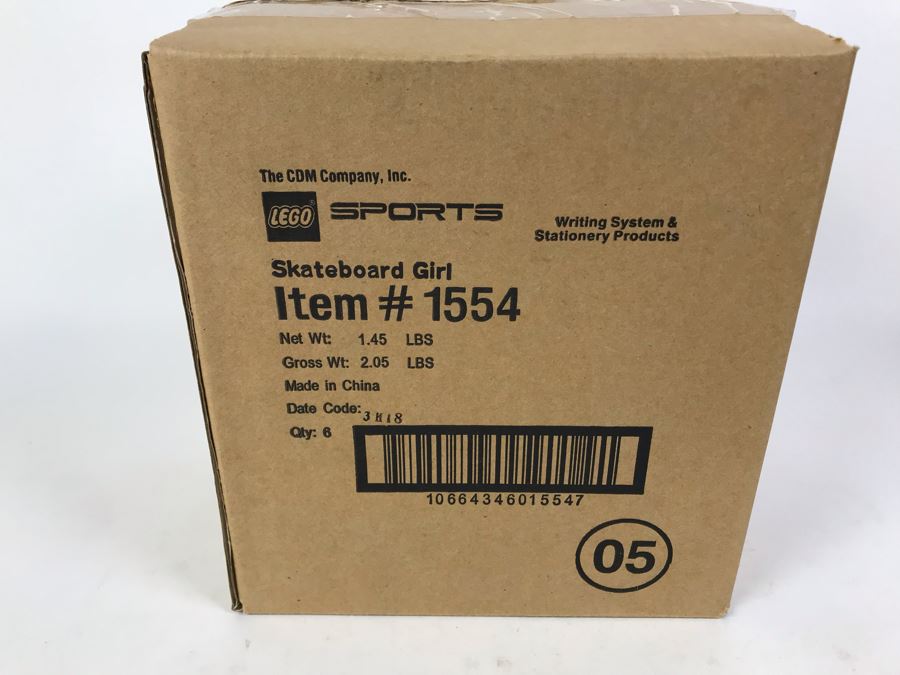 The CDM Company, Inc.
LEGO® SPORTS
Writing System &
Stationery Products
Skateboard Girl
Item # 1554
Net Wt: 1.45 LBS
Gross Wt: 2.05 LBS
Made in China
Date Code: 3H18
Qty: 6
10664346015547
05